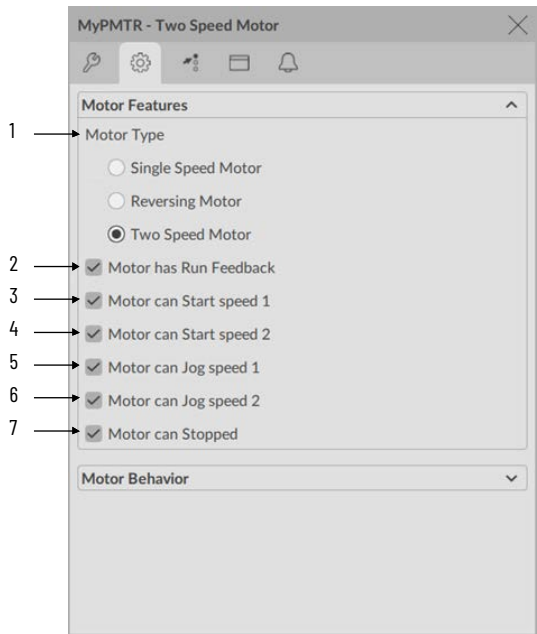 MyPMTR - Two Speed Motor
Motor Features
1 Motor Type
Single Speed Motor
Reversing Motor
Two Speed Motor
2 Motor has Run Feedback
3 Motor can Start speed 1
4 Motor can Start speed 2
5 Motor can Jog speed 1
6 Motor can Jog speed 2
7 Motor can Stopped
Motor Behavior